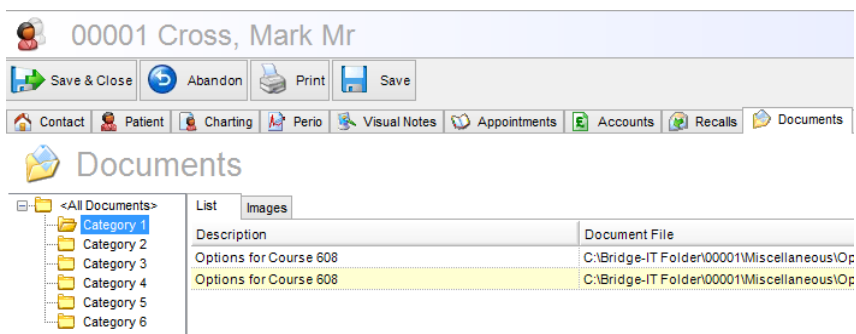 00001 Cross, Mark Mr
Save & Close Abandon Print Save
Contact Patient Charting Perio Visual Notes Appointments Accounts Recalls Documents
Documents
<All Documents>
Category 1
Category 2
Category 3
Category 4
Category 5
Category 6
List Images
Description Document File
Options for Course 608 C:\Bridge-IT Folder\00001\Miscellaneous\Op
Options for Course 608 C:\Bridge-IT Folder\00001\Miscellaneous\Op